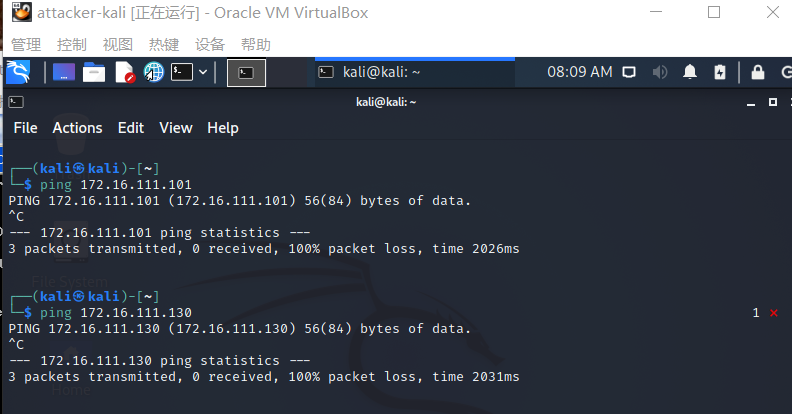 attacker-kali [正在运行] - Oracle VM VirtualBox
管理 控制 视图 热键 设备 帮助
kali@kali: ~ 08:09 AM
kali@kali: ~
File Actions Edit View Help
┌──(kali㉿kali)-[~]
└─$ ping 172.16.111.101
PING 172.16.111.101 (172.16.111.101) 56(84) bytes of data.
^C
--- 172.16.111.101 ping statistics ---
3 packets transmitted, 0 received, 100% packet loss, time 2026ms
File System
┌──(kali㉿kali)-[~]
└─$ ping 172.16.111.130 1 ⨯
PING 172.16.111.130 (172.16.111.130) 56(84) bytes of data.
^C
--- 172.16.111.130 ping statistics ---
3 packets transmitted, 0 received, 100% packet loss, time 2031ms
Home